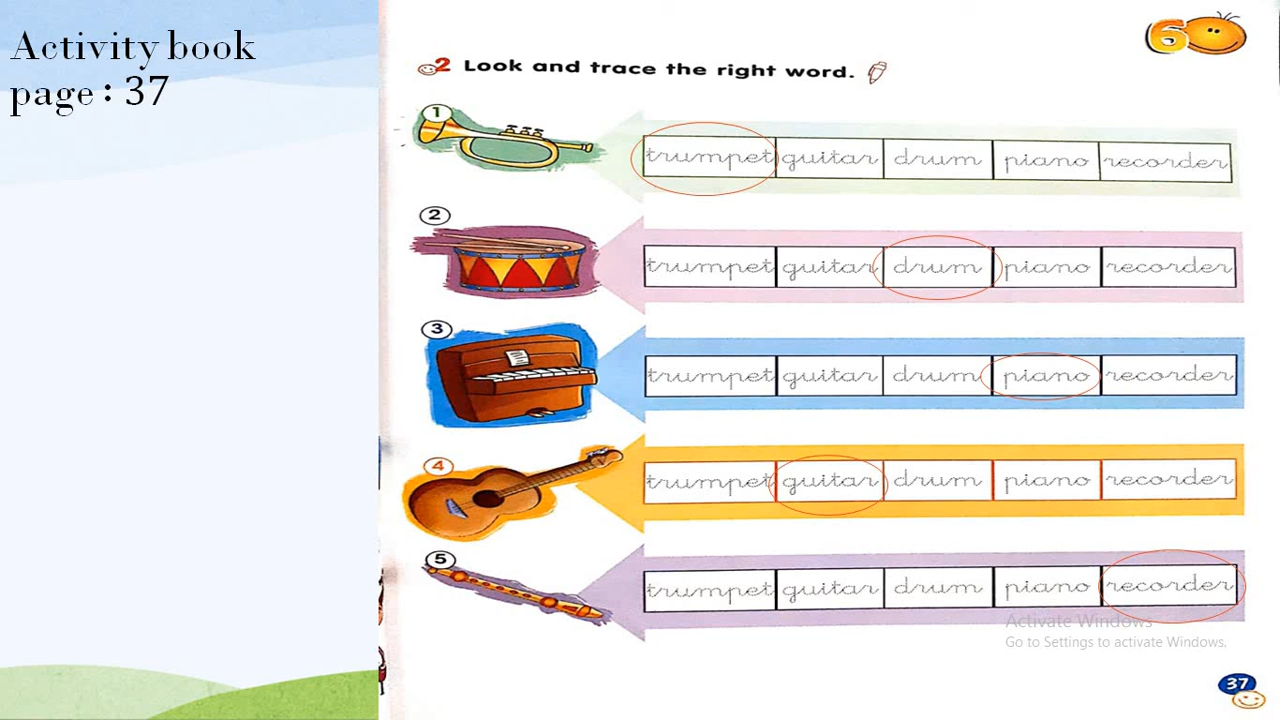 Activity book
page : 37
6
2 Look and trace the right word.
1
trumpet guitar drum piano recorder
2
trumpet guitar drum piano recorder
3
trumpet guitar drum piano recorder
4
trumpet guitar drum piano recorder
5
trumpet guitar drum piano recorder
Activate Windows
Go to Settings to activate Windows.
37